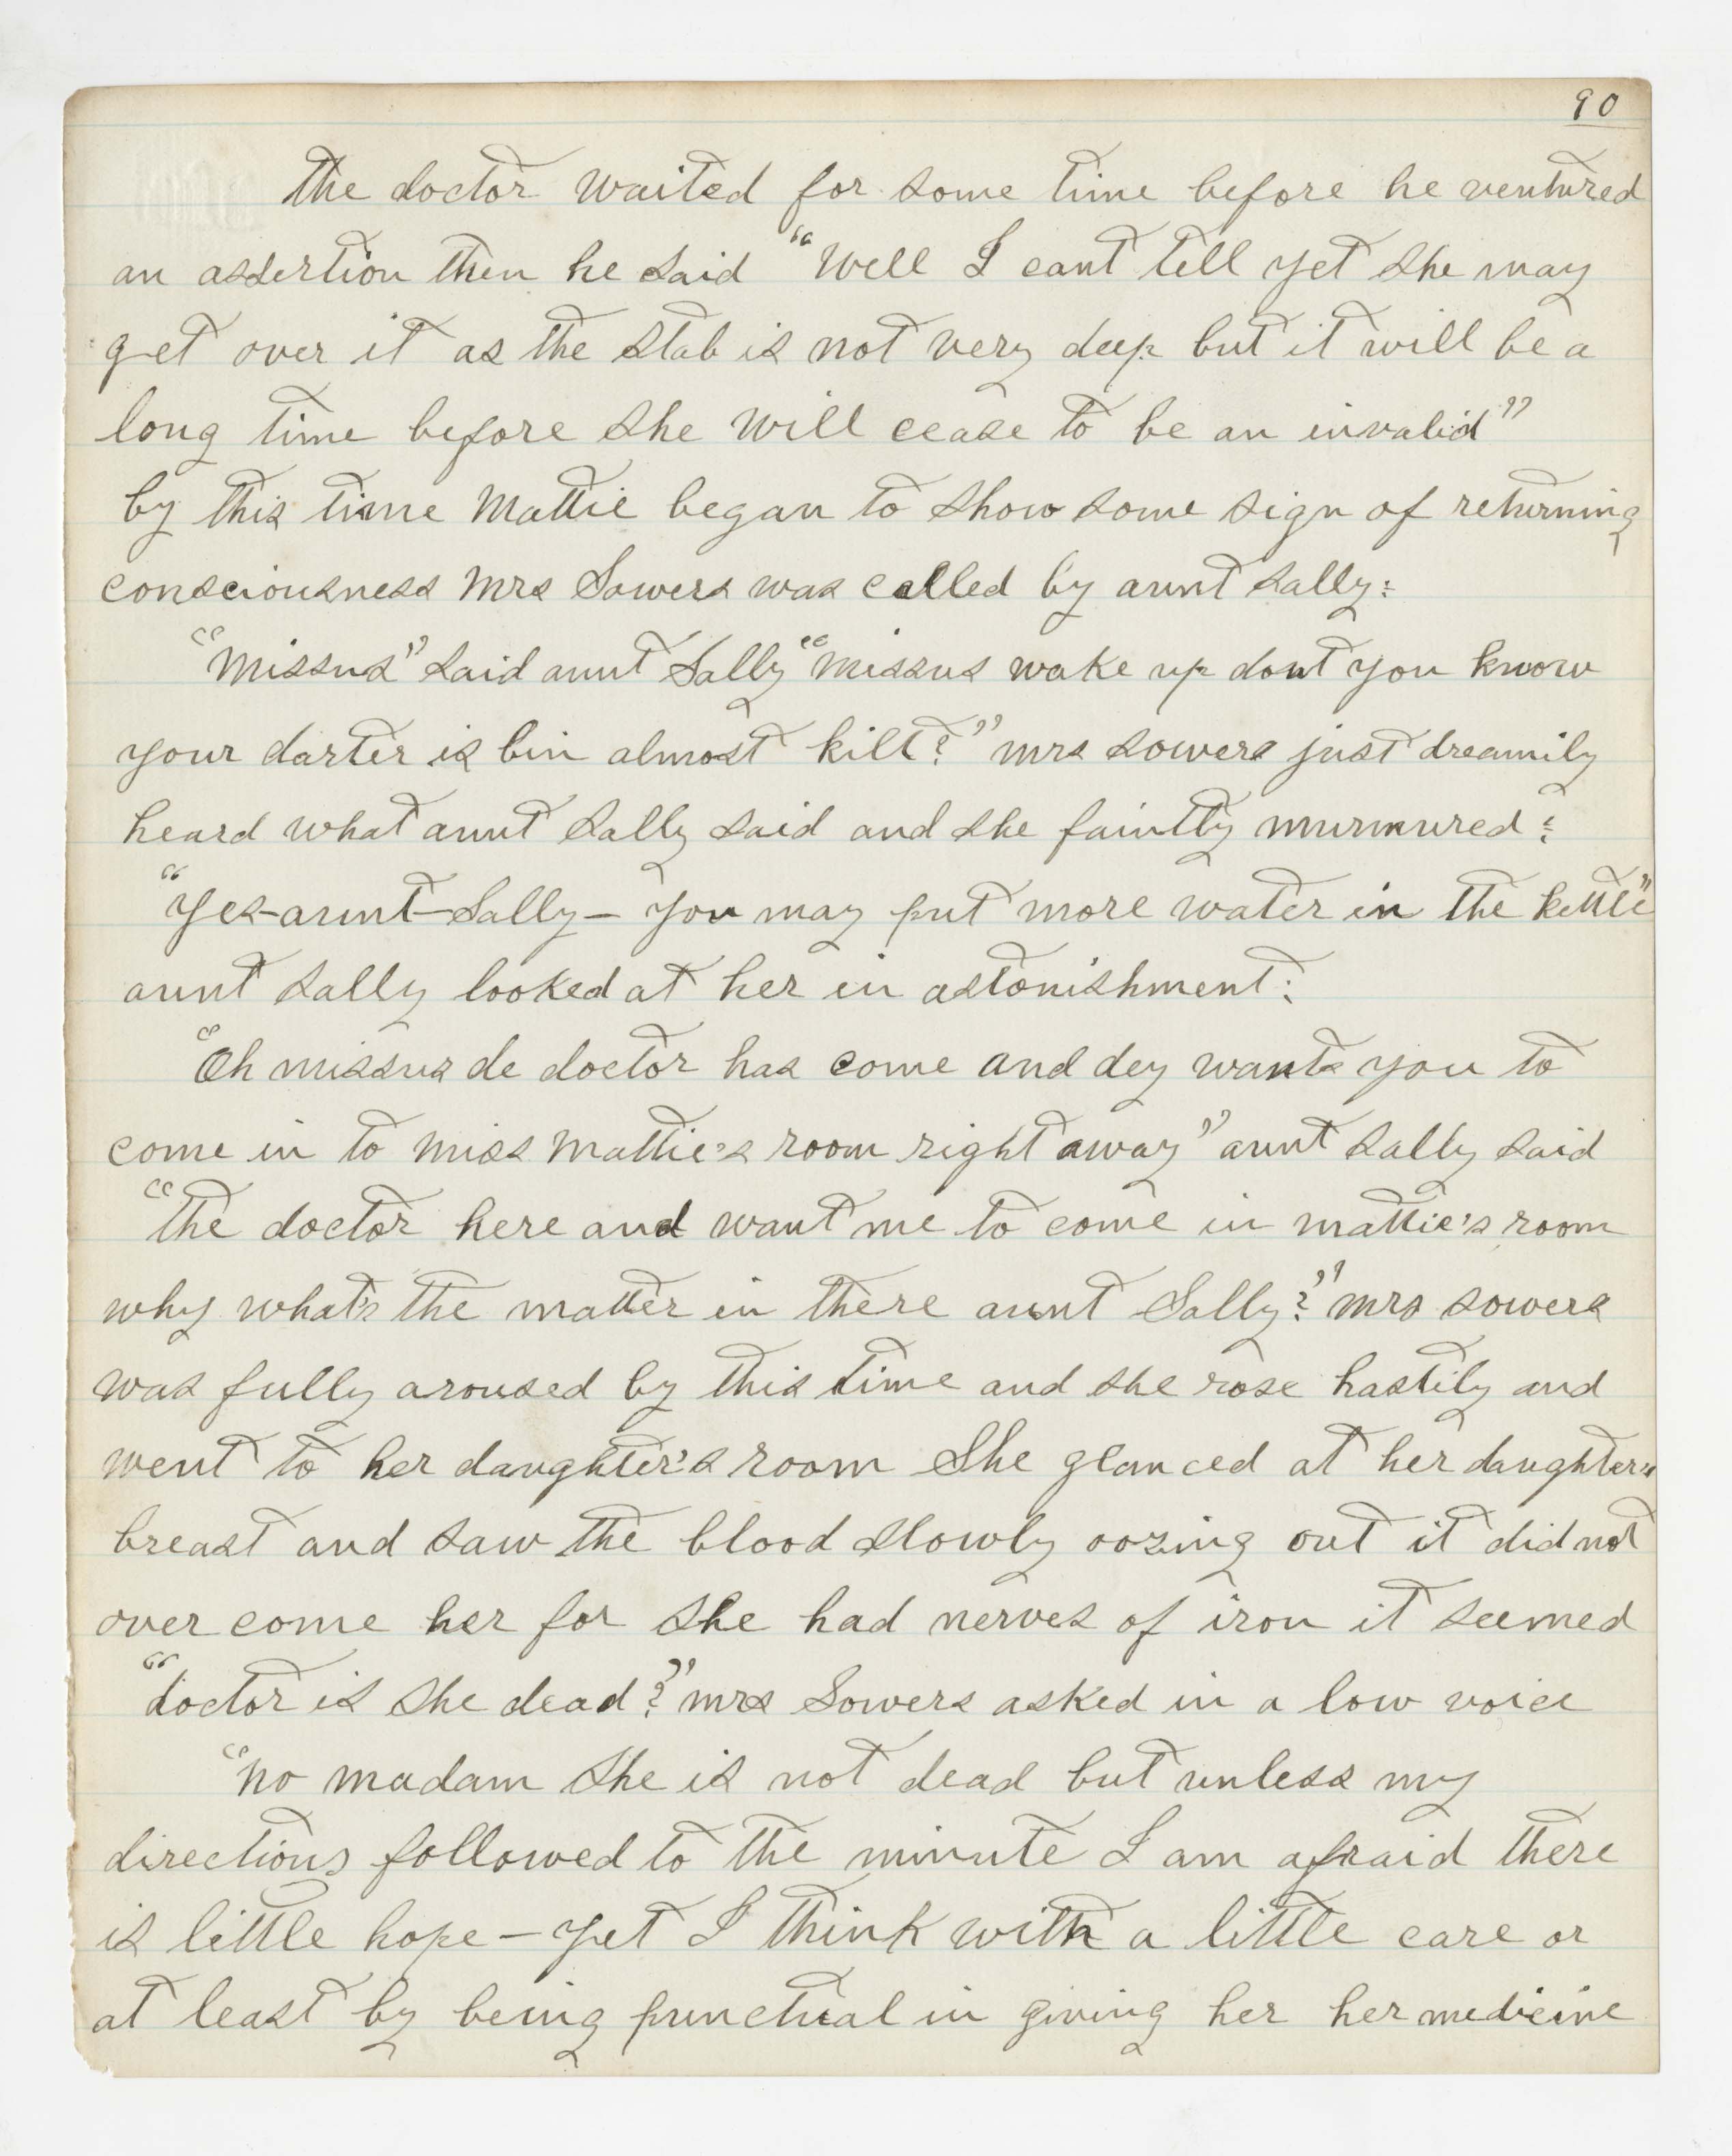 90
The doctor waited for some time before he ventured
an assertion then he said "Well I cant tell yet she may
get over it as the stab is not very deep but it will be a
long time before she will cease to be an invalid"
by this time Mattie began to show some sign of returning
consciousness Mrs Sowers was called by aunt Sally:
"Missus" said aunt Sally "Missus wake up dont you know
your darter is bin almost kilt?" mrs sowers just dreamily
heard what aunt Sally said and she faintly murmured:
"Yes-aunt-Sally- you may put more water in the kettle"
aunt Sally looked at her in astonishment:
"Oh missus de doctor has come and dey wants you to
come in to miss Mattie's room right away" aunt Sally said
"the doctor here and want me to come in mattie's room
why what's the matter in there aunt Sally?" mrs sowers
was fully aroused by this time and she rose hastily and
went to her daughter's room She glanced at her daughter's
breast and saw the blood slowly oozing out it did not
over come her for she had nerves of iron it seemed
"doctor is she dead?" mrs Sowers asked in a low voice
"no madam she is not dead but unless my
directions followed to the minute I am afraid there
is little hope - yet I think with a little care or
at least by being punctual in giving her her medicine